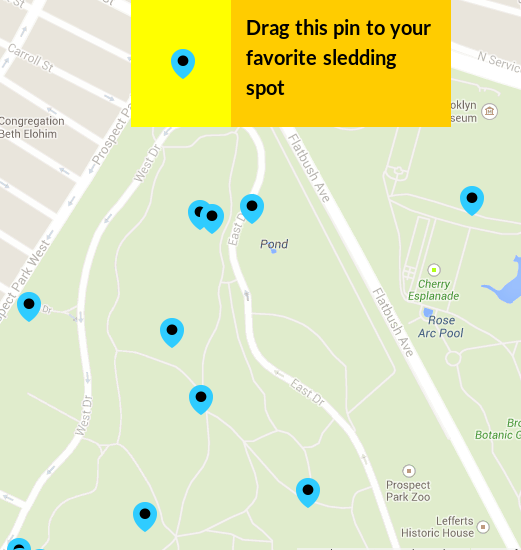 Drag this pin to your
favorite sledding
spot
Carroll St
N Servic
oklyn
seum
Congregation
Beth Elohim
Prospect P
West Dr
Flatbush Ave
East D
Pond
Cherry
Esplanade
spect Park West
Dr
Rose
Arc Pool
Flatbush Ave
East Dr
West Dr
Bro
Botanic G
Prospect
Park Zoo
Lefferts
Historic House